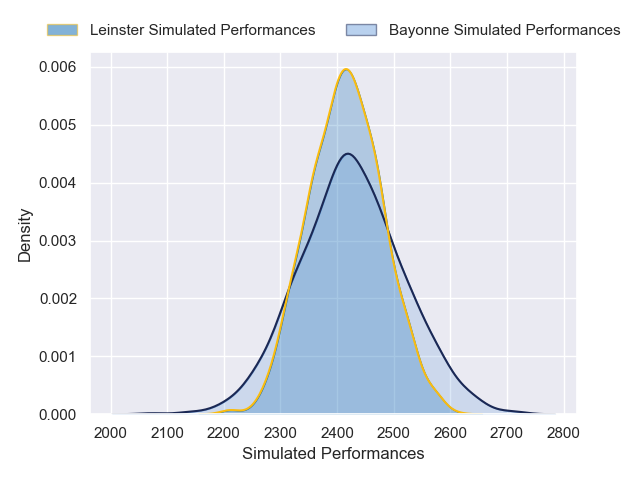 Leinster Simulated Performances Bayonne Simulated Performances
0.006
0.005
0.004
0.003
0.002
0.001
0.000
Density
2000 2100 2200 2300 2400 2500 2600 2700 2800
Simulated Performances